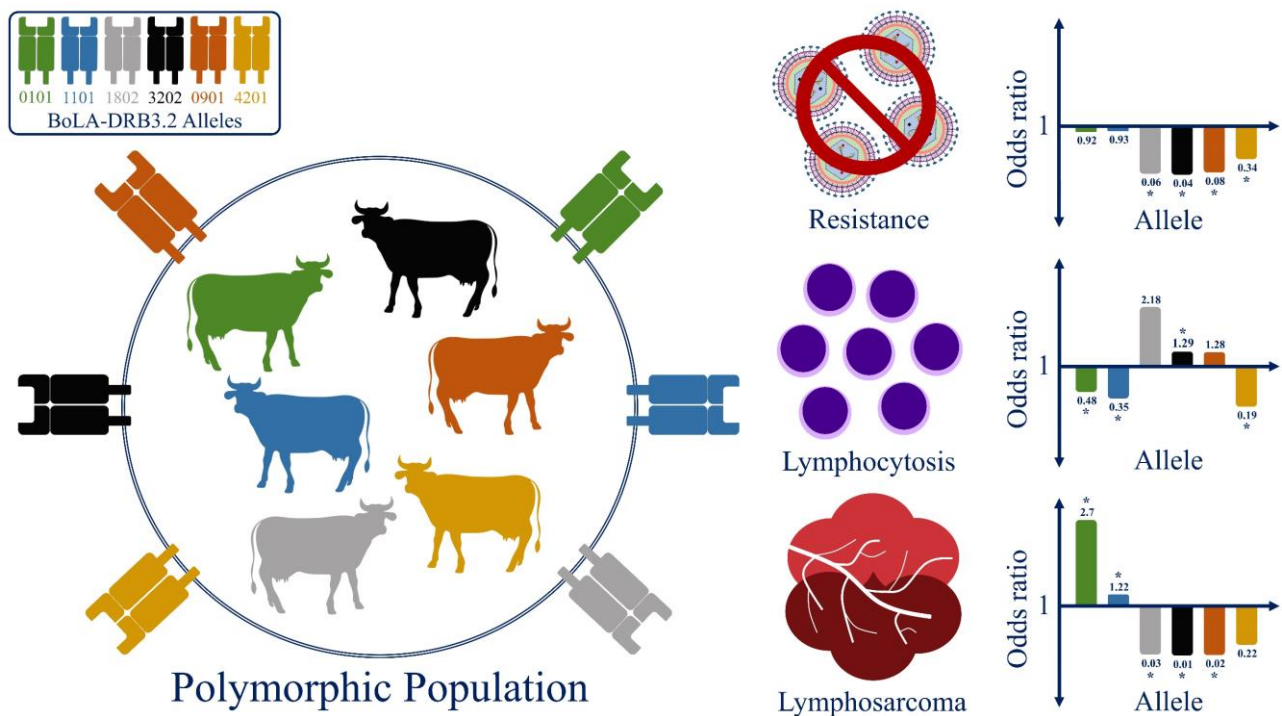 0101 1101 1802 3202 0901 4201
BoLA-DRB3.2 Alleles
Polymorphic Population
Resistance
Odds ratio
1
0.92 0.93 0.06 0.04 0.08 0.34
* * * *
Allele
Lymphocytosis
Odds ratio
1
2.18
*
1.29 1.28
0.48 0.35 0.19
* * *
Allele
Lymphosarcoma
Odds ratio
1
*
2.7
*
1.22
0.03 0.01 0.02 0.22
* * *
Allele